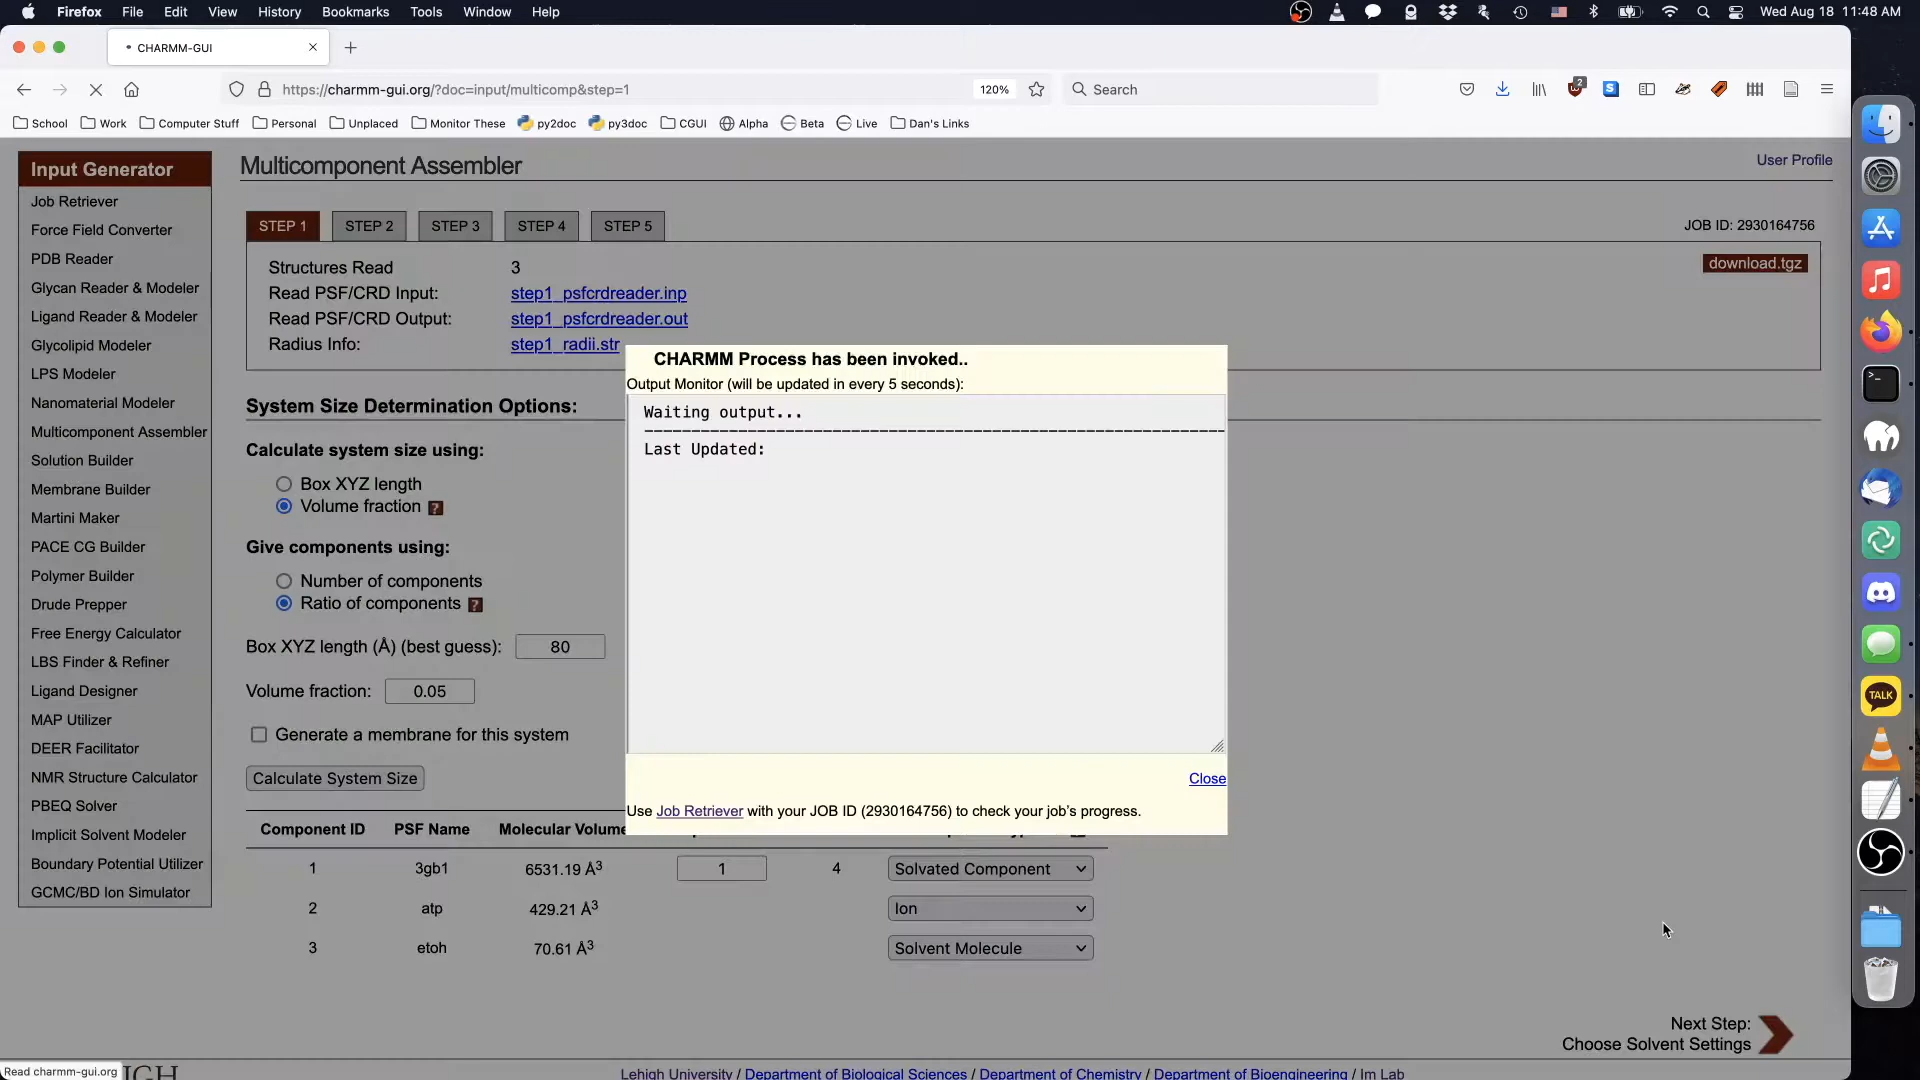 Firefox File Edit View History Bookmarks Tools Window Help
Wed Aug 18 11:48 AM
CHARMM-GUI
https://charmm-gui.org/?doc=input/multicomp&step=1
120%
Search
2
School Work Computer Stuff Personal Unplaced Monitor These py2doc py3doc CGUI Alpha Beta Live Dan's Links
Input Generator
Job Retriever
Force Field Converter
PDB Reader
Glycan Reader & Modeler
Ligand Reader & Modeler
Glycolipid Modeler
LPS Modeler
Nanomaterial Modeler
Multicomponent Assembler
Solution Builder
Membrane Builder
Martini Maker
PACE CG Builder
Polymer Builder
Drude Prepper
Free Energy Calculator
LBS Finder & Refiner
Ligand Designer
MAP Utilizer
DEER Facilitator
NMR Structure Calculator
PBEQ Solver
Implicit Solvent Modeler
Boundary Potential Utilizer
GCMC/BD Ion Simulator
Multicomponent Assembler
User Profile
STEP 1 STEP 2 STEP 3 STEP 4 STEP 5
JOB ID: 2930164756
download.tgz
Structures Read 3
Read PSF/CRD Input: step1_psfcrdreader.inp
Read PSF/CRD Output: step1_psfcrdreader.out
Radius Info: step1_radii.str
System Size Determination Options:
Calculate system size using:
Box XYZ length
Volume fraction ?
Give components using:
Number of components
Ratio of components ?
Box XYZ length (Å) (best guess): 80
Volume fraction: 0.05
Generate a membrane for this system
Calculate System Size
CHARMM Process has been invoked..
Output Monitor (will be updated in every 5 seconds):
Waiting output...
Last Updated:
Close
Use Job Retriever with your JOB ID (2930164756) to check your job's progress.
Component ID PSF Name Molecular Volume
1 3gb1 6531.19 Å3 1 4 Solvated Component
2 atp 429.21 Å3 Ion
3 etoh 70.61 Å3 Solvent Molecule
Next Step:
Choose Solvent Settings
Read charmm-gui.org
Lehigh University / Department of Biological Sciences / Department of Chemistry / Department of Bioengineering / Im Lab
TALK